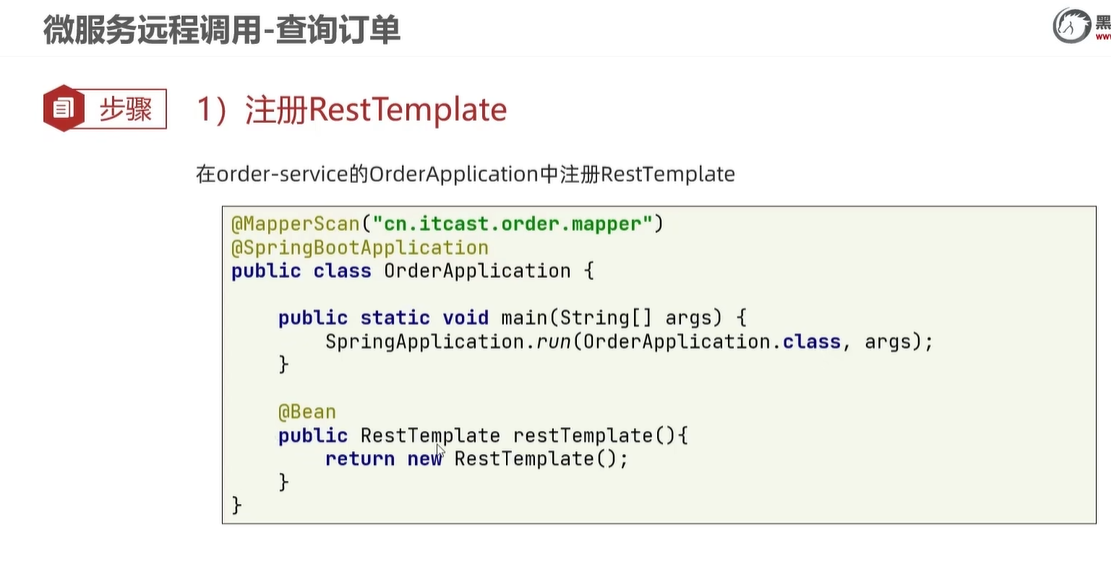 微服务远程调用-查询订单
黑
www
步骤
1）注册RestTemplate
在order-service的OrderApplication中注册RestTemplate
@MapperScan("cn.itcast.order.mapper")
@SpringBootApplication
public class OrderApplication {
public static void main(String[] args) {
SpringApplication.run(OrderApplication.class, args);
}
@Bean
public RestTemplate restTemplate(){
return new RestTemplate();
}
}